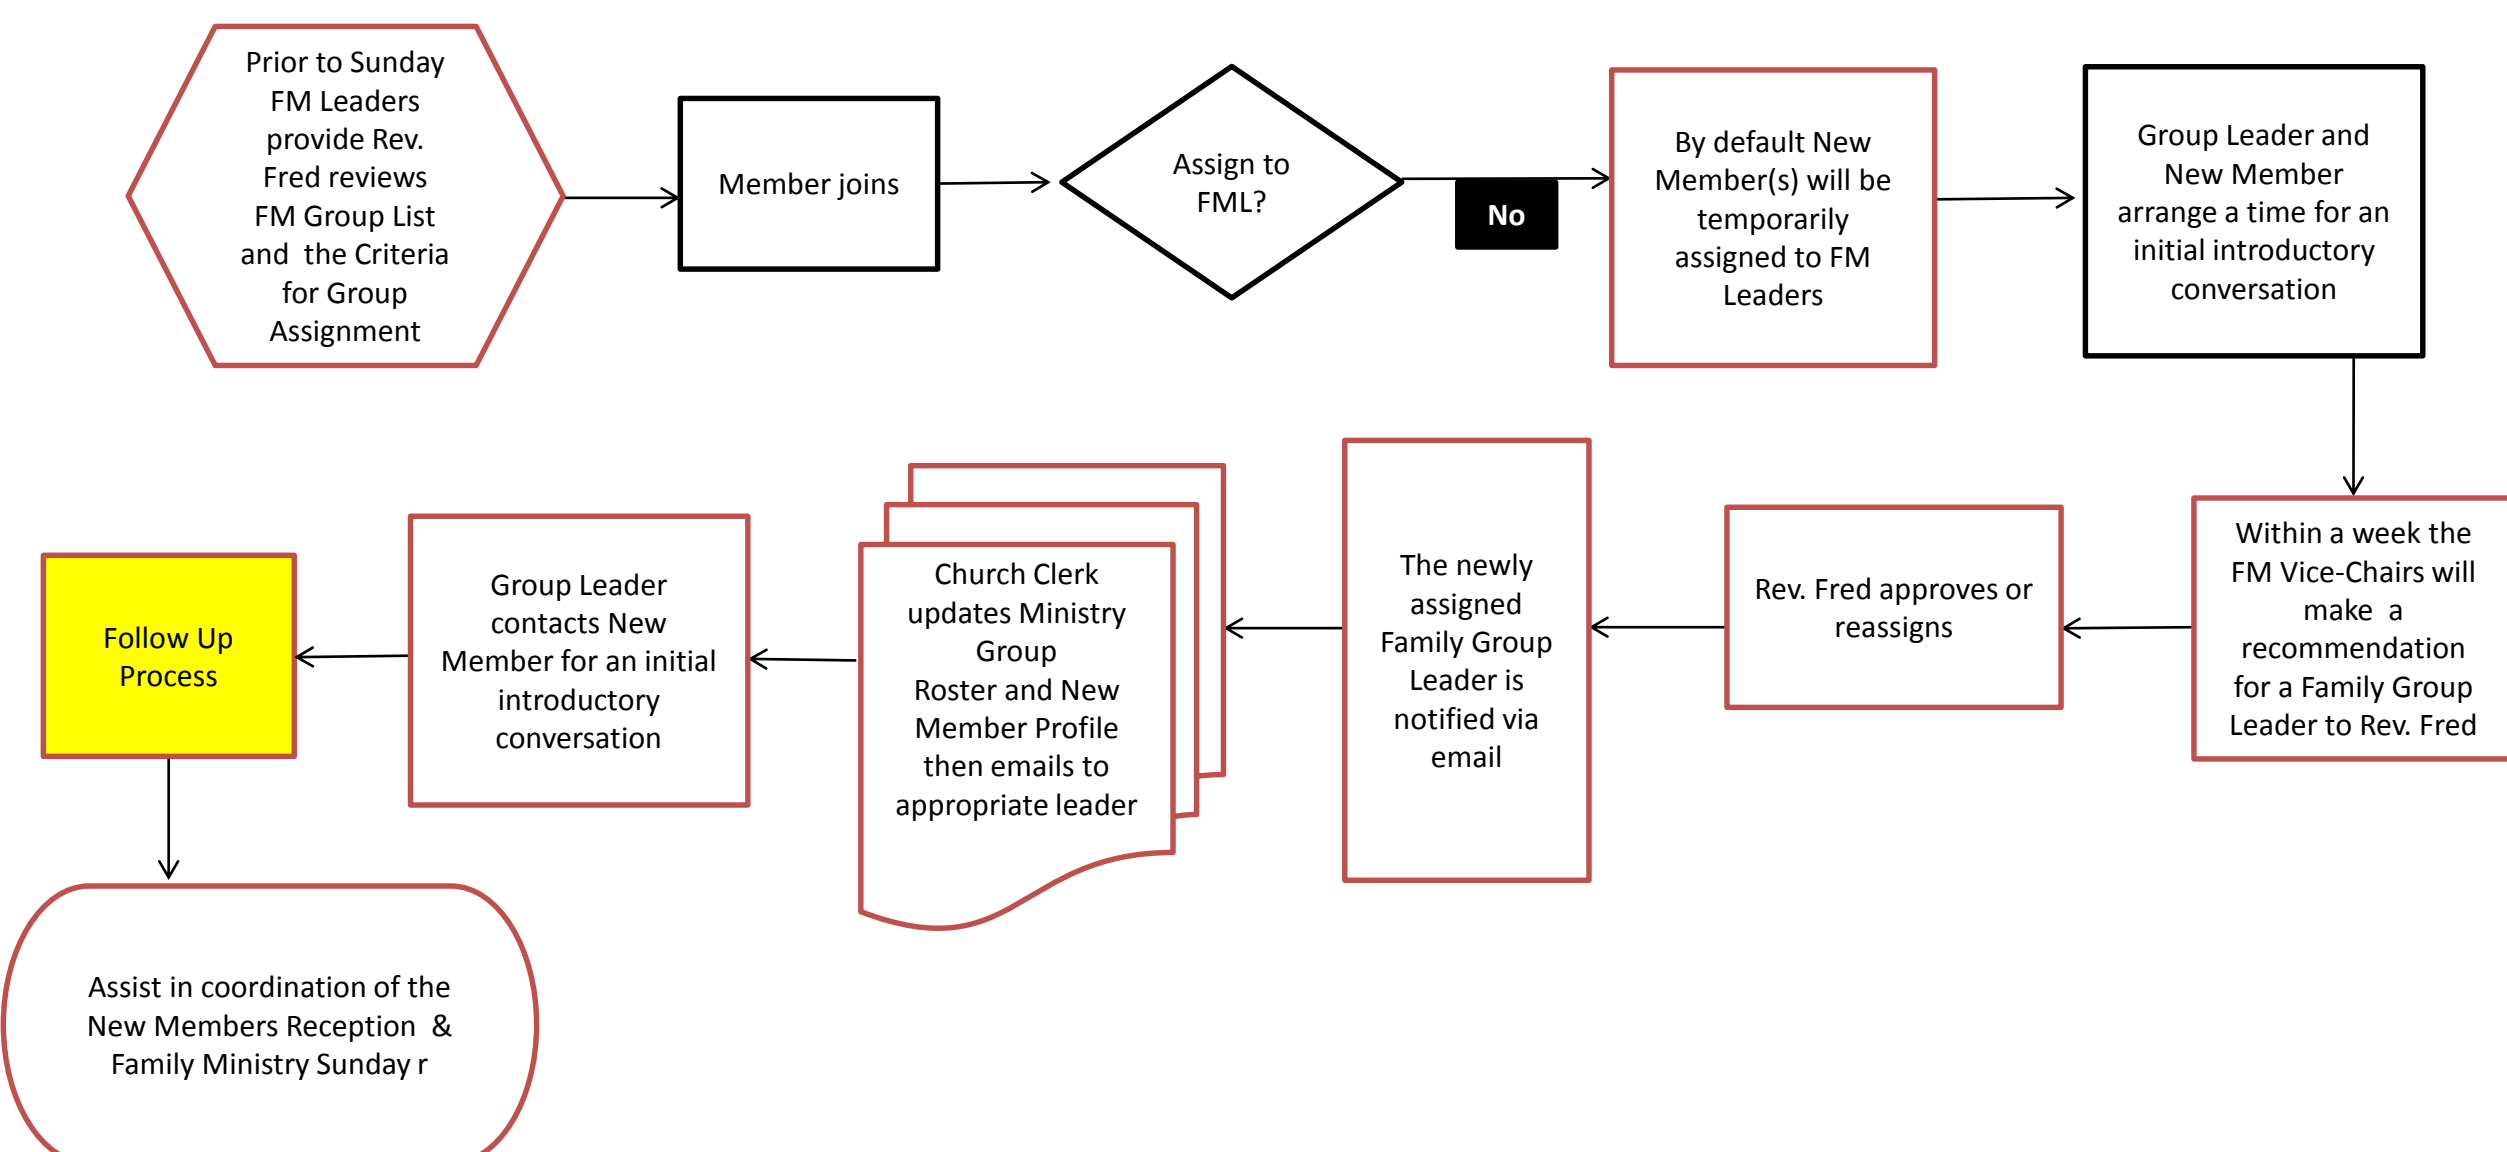 Prior to Sunday
FM Leaders
provide Rev.
Fred reviews
FM Group List
and the Criteria
for Group
Assignment
Member joins
Assign to
FML?
No
By default New
Member(s) will be
temporarily
assigned to FM
Leaders
Group Leader and
New Member
arrange a time for an
initial introductory
conversation
Within a week the
FM Vice-Chairs will
make a
recommendation
for a Family Group
Leader to Rev. Fred
Rev. Fred approves or
reassigns
The newly
assigned
Family Group
Leader is
notified via
email
Church Clerk
updates Ministry
Group
Roster and New
Member Profile
then emails to
appropriate leader
Group Leader
contacts New
Member for an initial
introductory
conversation
Follow Up
Process
Assist in coordination of the
New Members Reception &
Family Ministry Sunday r